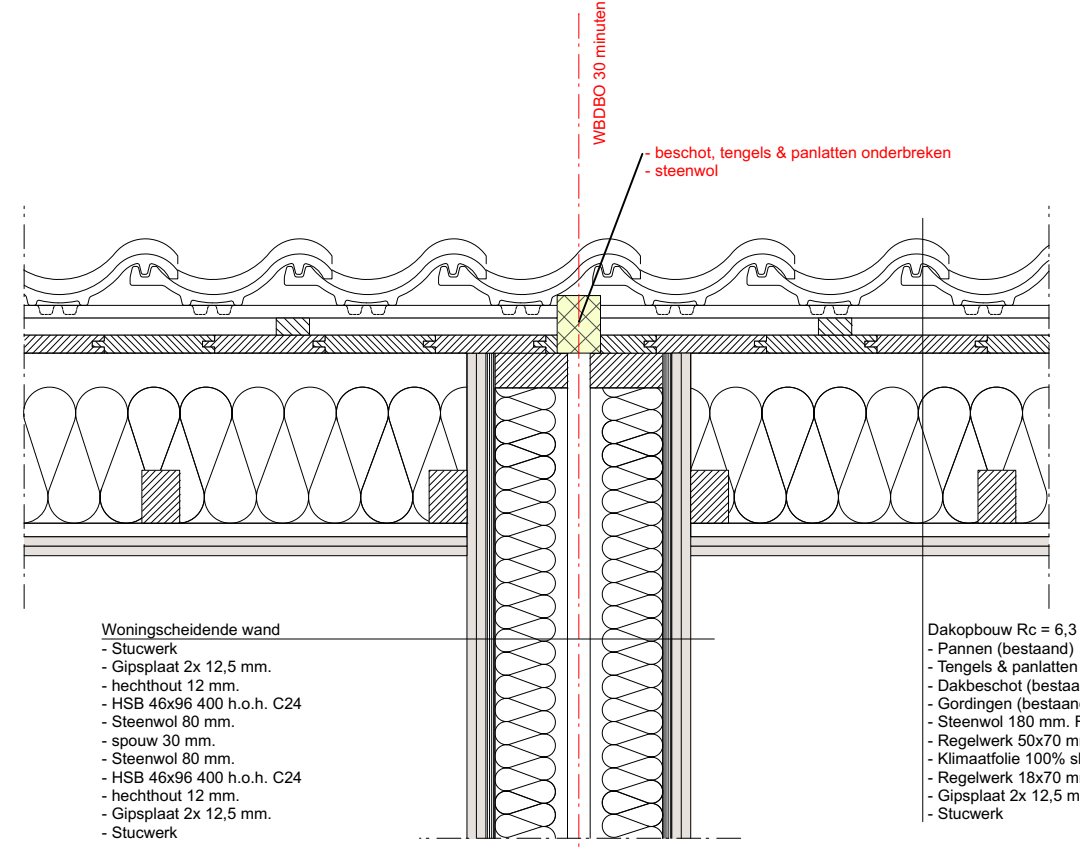 WBDBO 30 minuten
- beschot, tengels & panlatten onderbreken
- steenwol
Woningscheidende wand
- Stucwerk
- Gipsplaat 2x 12,5 mm.
- hechthout 12 mm.
- HSB 46x96 400 h.o.h. C24
- Steenwol 80 mm.
- spouw 30 mm.
- Steenwol 80 mm.
- HSB 46x96 400 h.o.h. C24
- hechthout 12 mm.
- Gipsplaat 2x 12,5 mm.
- Stucwerk
Dakopbouw Rc = 6,3
- Pannen (bestaand)
- Tengels & panlatten
- Dakbeschot (bestaa
- Gordingen (bestaand
- Steenwol 180 mm.
- Regelwerk 50x70 m
- Klimaatfolie 100%
- Regelwerk 18x70 m
- Gipsplaat 2x 12,5 m
- Stucwerk